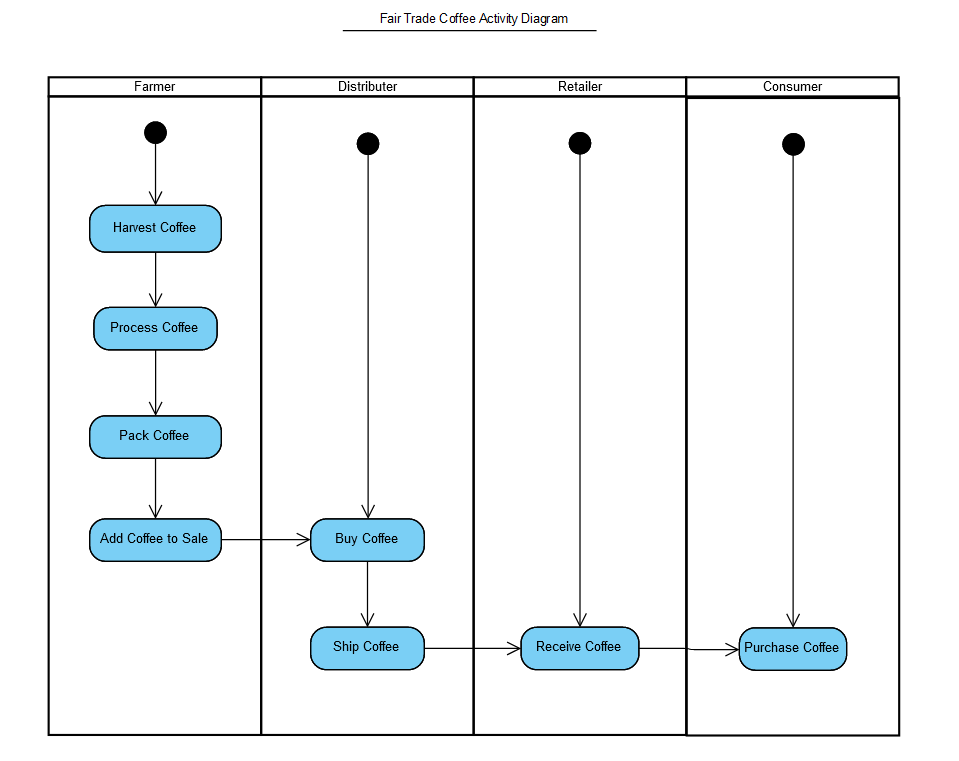 Fair Trade Coffee Activity Diagram
Farmer
Distributer
Retailer
Consumer
Harvest Coffee
Process Coffee
Pack Coffee
Add Coffee to Sale
Buy Coffee
Ship Coffee
Receive Coffee
Purchase Coffee